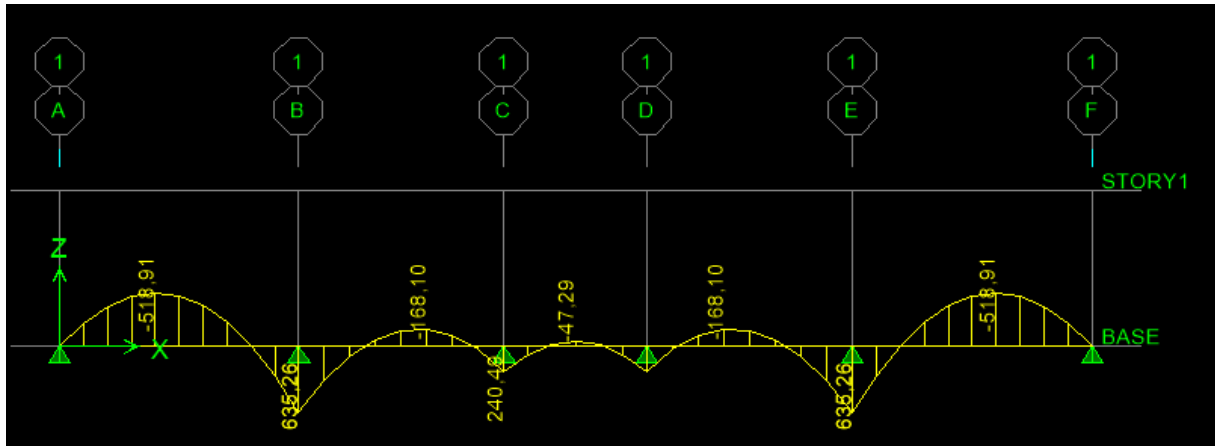 1 1 1 1 1 1
A B C D E F
STORY1
Z
-518,91 -168,10 -47,29 -168,10 -518,91
X
BASE
635,26 240,49 635,26